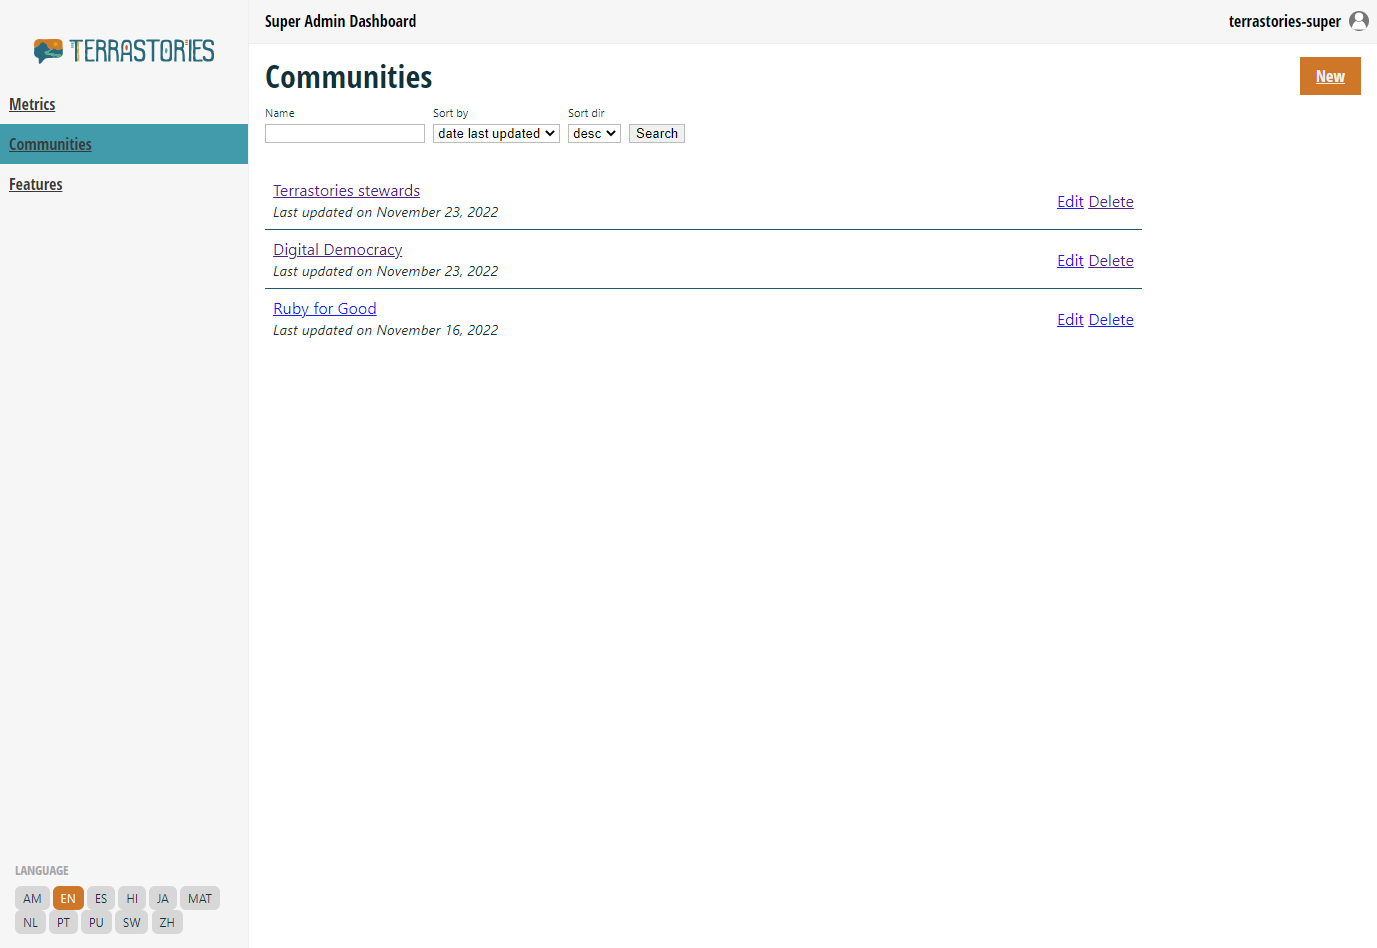 TERRASTORIES
Super Admin Dashboard
terrastories-super
Metrics
Communities
Features
Communities
New
Name
Sort by
Sort dir
date last updated
desc
Search
Terrastories stewards
Last updated on November 23, 2022
Edit Delete
Digital Democracy
Last updated on November 23, 2022
Edit Delete
Ruby for Good
Last updated on November 16, 2022
Edit Delete
LANGUAGE
AM EN ES HI JA MAT
NL PT PU SW ZH